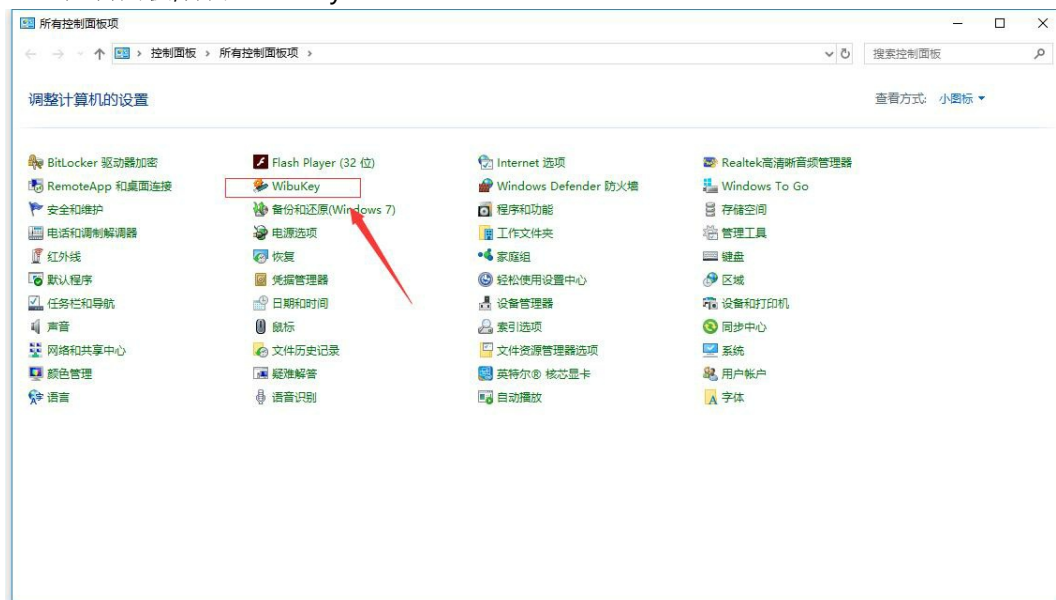 所有控制面板项
控制面板 › 所有控制面板项 ›
搜索控制面板
调整计算机的设置
查看方式: 小图标
BitLocker 驱动器加密 Flash Player (32 位) Internet 选项 Realtek高清晰音频管理器
RemoteApp 和桌面连接 WibuKey Windows Defender 防火墙 Windows To Go
安全和维护 备份和还原(Windows 7) 程序和功能 存储空间
电话和调制解调器 电源选项 工作文件夹 管理工具
红外线 恢复 家庭组 键盘
默认程序 凭据管理器 轻松使用设置中心 区域
任务栏和导航 日期和时间 设备管理器 设备和打印机
声音 鼠标 索引选项 同步中心
网络和共享中心 文件历史记录 文件资源管理器选项 系统
颜色管理 疑难解答 英特尔® 核芯显卡 用户帐户
语言 语音识别 自动播放 字体